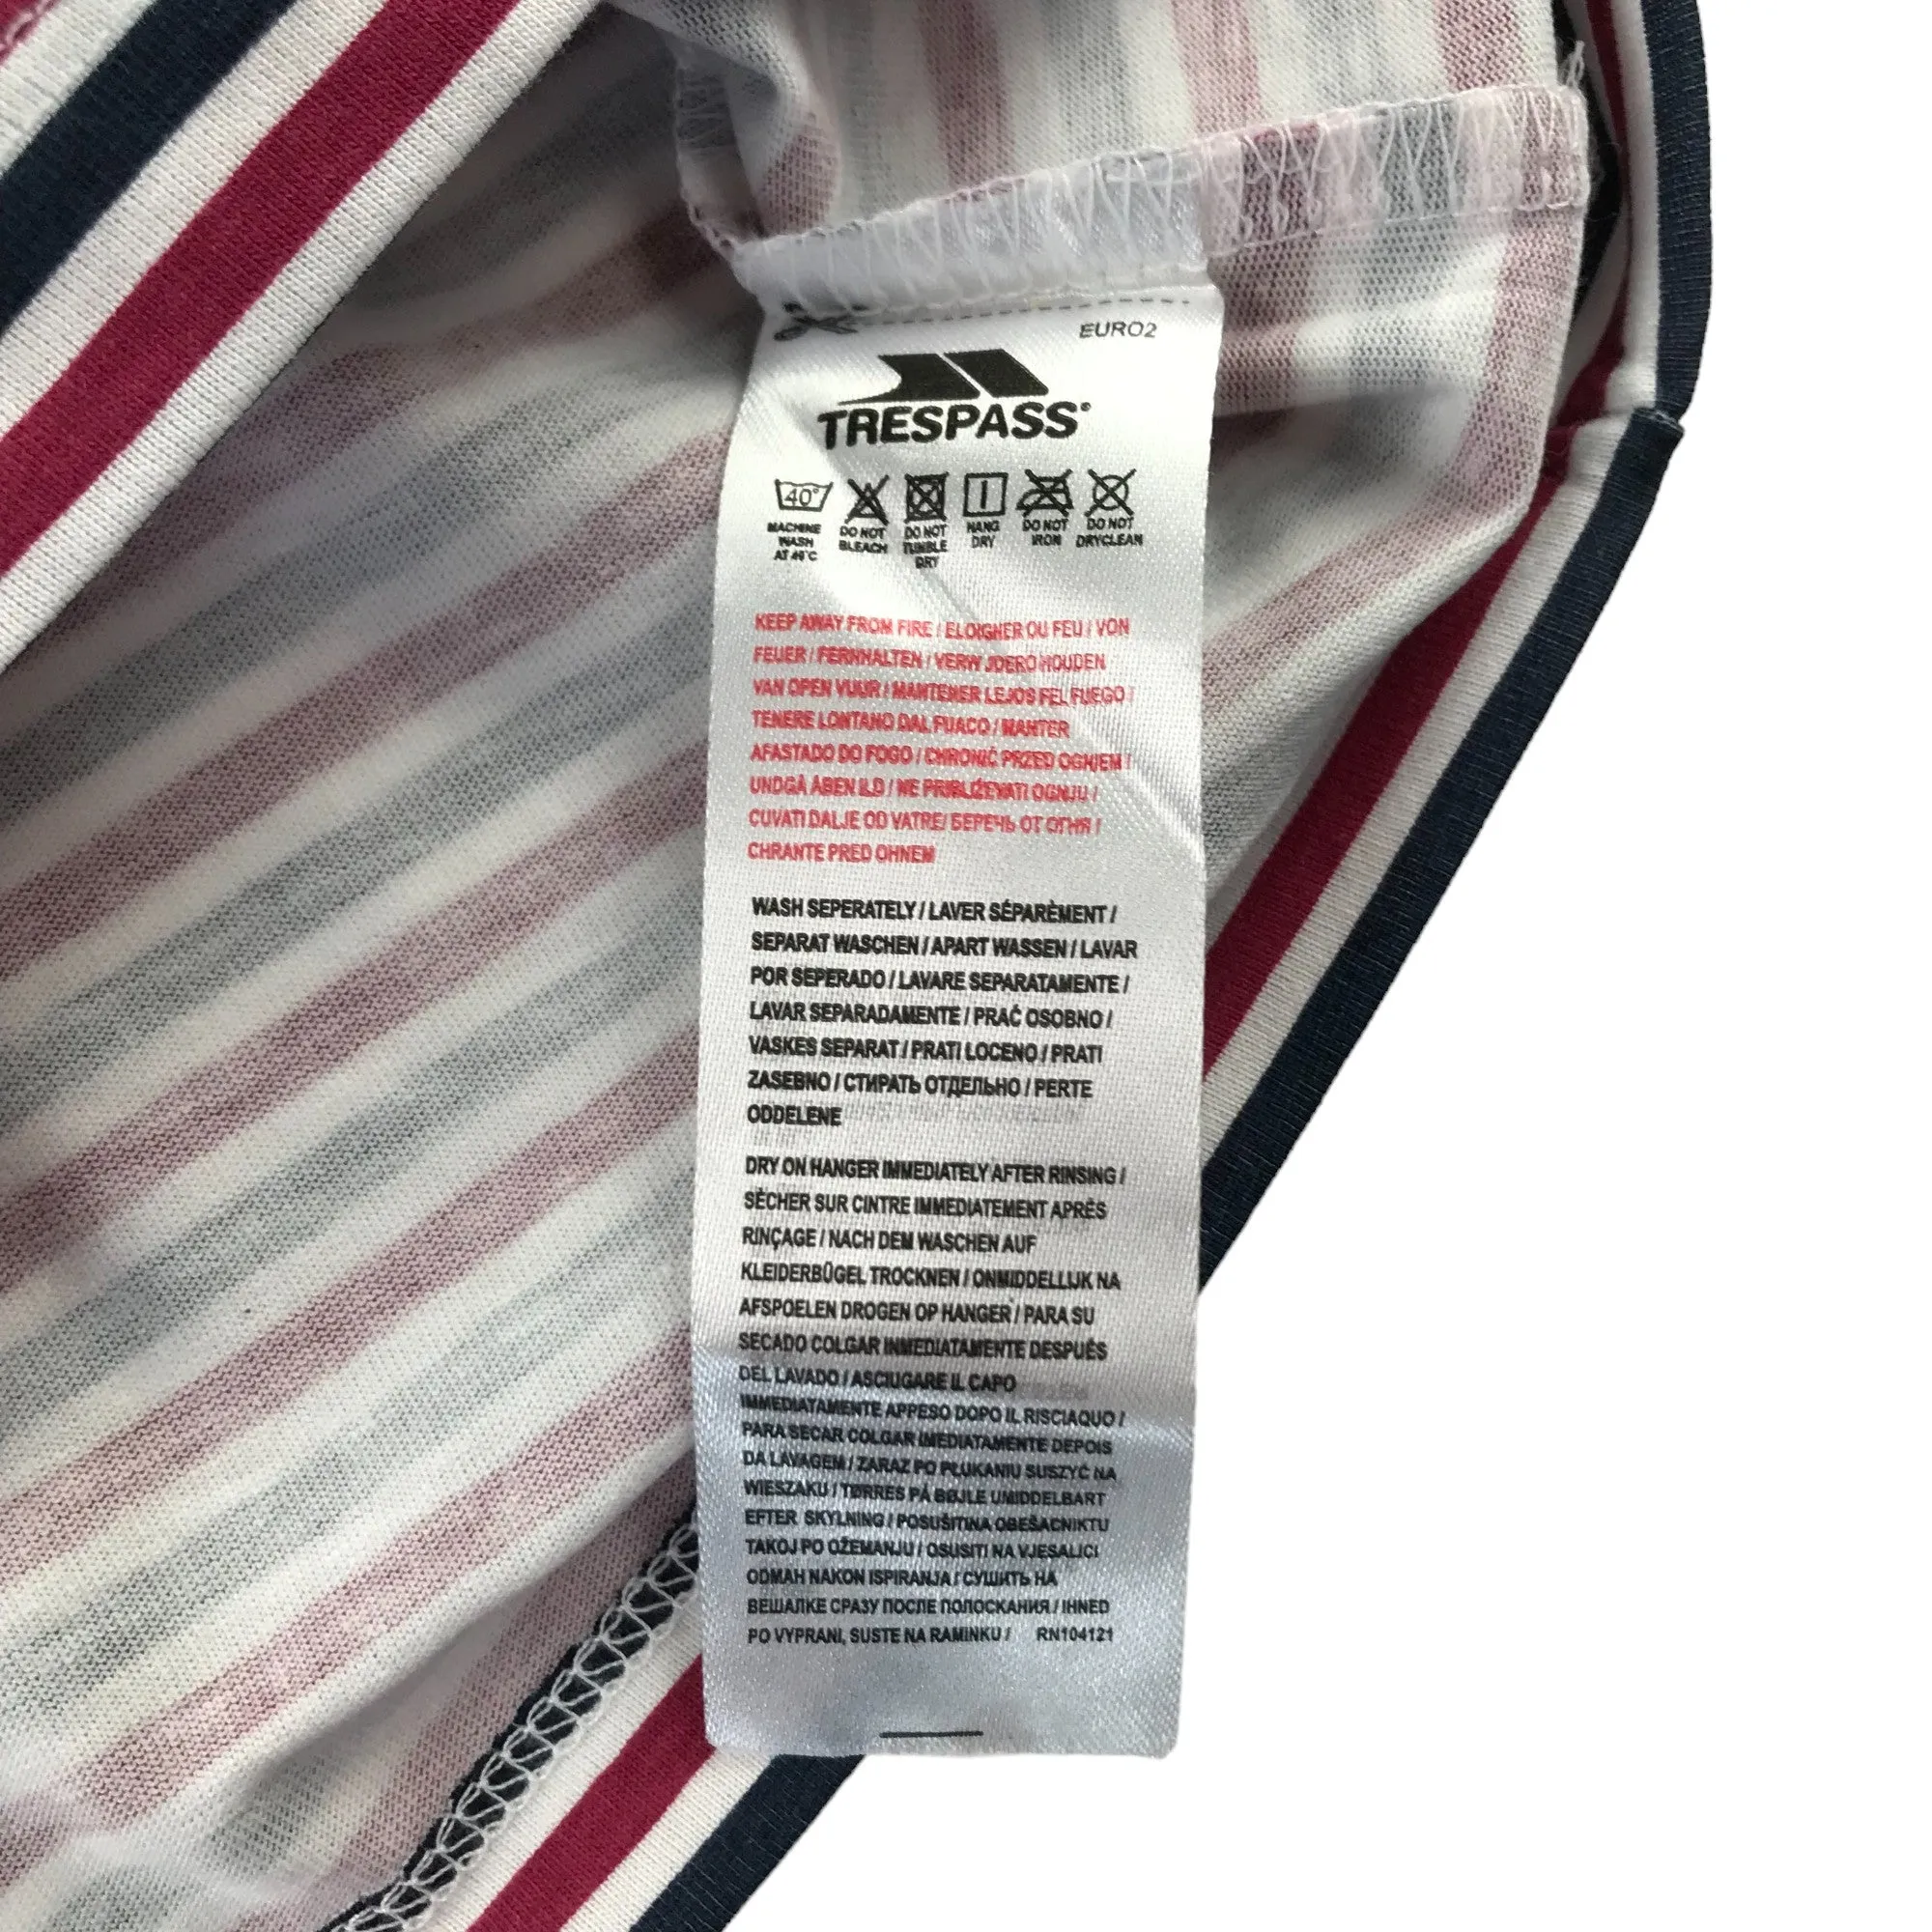 EURO2
TRESPASS®
40°
MACHINE WASH AT 40°C
DO NOT BLEACH
DO NOT TUMBLE DRY
HANG DRY
DO NOT IRON
DO NOT DRYCLEAN
KEEP AWAY FROM FIRE / ELOIGNER OU FEU / VON
FEUER / FERNHALTEN / VERW JDERO HOUDEN
VAN OPEN VUUR / MANTENER LEJOS FEL FUEGO /
TENERE LONTANO DAL FUACO / MANTER
AFASTADO DO FOGO / CHRONIĆ PRZED OGNIEM /
UNDGÅ ÅBEN ILD / NE PRIBLIŽEVATI OGNJU /
CUVATI DALJE OD VATRE/ БЕРЕЧЬ ОТ ОГНЯ /
CHRANTE PRED OHNEM
WASH SEPERATELY / LAVER SÉPARÈMENT /
SEPARAT WASCHEN / APART WASSEN / LAVAR
POR SEPERADO / LAVARE SEPARATAMENTE /
LAVAR SEPARADAMENTE / PRAĆ OSOBNO /
VASKES SEPARAT / PRATI LOCENO / PRATI
ZASEBNO / СТИРАТЬ ОТДЕЛЬНО / PERTE
ODDELENE
DRY ON HANGER IMMEDIATELY AFTER RINSING /
SÈCHER SUR CINTRE IMMEDIATEMENT APRÉS
RINÇAGE / NACH DEM WASCHEN AUF
KLEIDERBÜGEL TROCKNEN / ONMIDDELLIJK NA
AFSPOELEN DROGEN OP HANGER / PARA SU
SECADO COLGAR INMEDIATAMENTE DESPUÉS
DEL LAVADO / ASCIUGARE IL CAPO
IMMEDIATAMENTE APPESO DOPO IL RISCIAQUO /
PARA SECAR COLGAR IMEDIATAMENTE DEPOIS
DA LAVAGEM / ZARAZ PO PŁUKANIU SUSZYĆ NA
WIESZAKU / TØRRES PÅ BØJLE UMIDDELBART
EFTER SKYLNING / POSUŠITINA OBEŠACNIKTU
TAKOJ PO OŽEMANJU / OSUSITI NA VJESALICI
ODMAH NAKON ISPIRANJA / СУШИТЬ НА
ВЕШАЛКЕ СРАЗУ ПОСЛЕ ПОЛОСКАНИЯ / IHNED
PO VYPRANI, SUSTE NA RAMINKU / RN104121